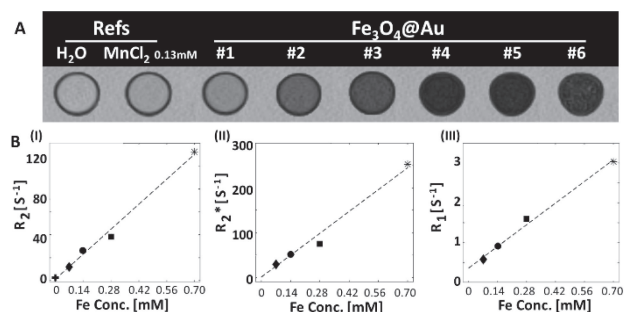 A
Refs
Fe3O4@Au
H2O MnCl2 0.13mM #1 #2 #3 #4 #5 #6
B
(I)
120
80
40
0
R2 [S-1]
0 0.14 0.28 0.42 0.56 0.70
Fe Conc. [mM]
(II)
300
200
100
0
R2* [S-1]
0 0.14 0.28 0.42 0.56 0.70
Fe Conc. [mM]
(III)
3
2
1
0
R1 [S-1]
0 0.14 0.28 0.42 0.56 0.70
Fe Conc. [mM]